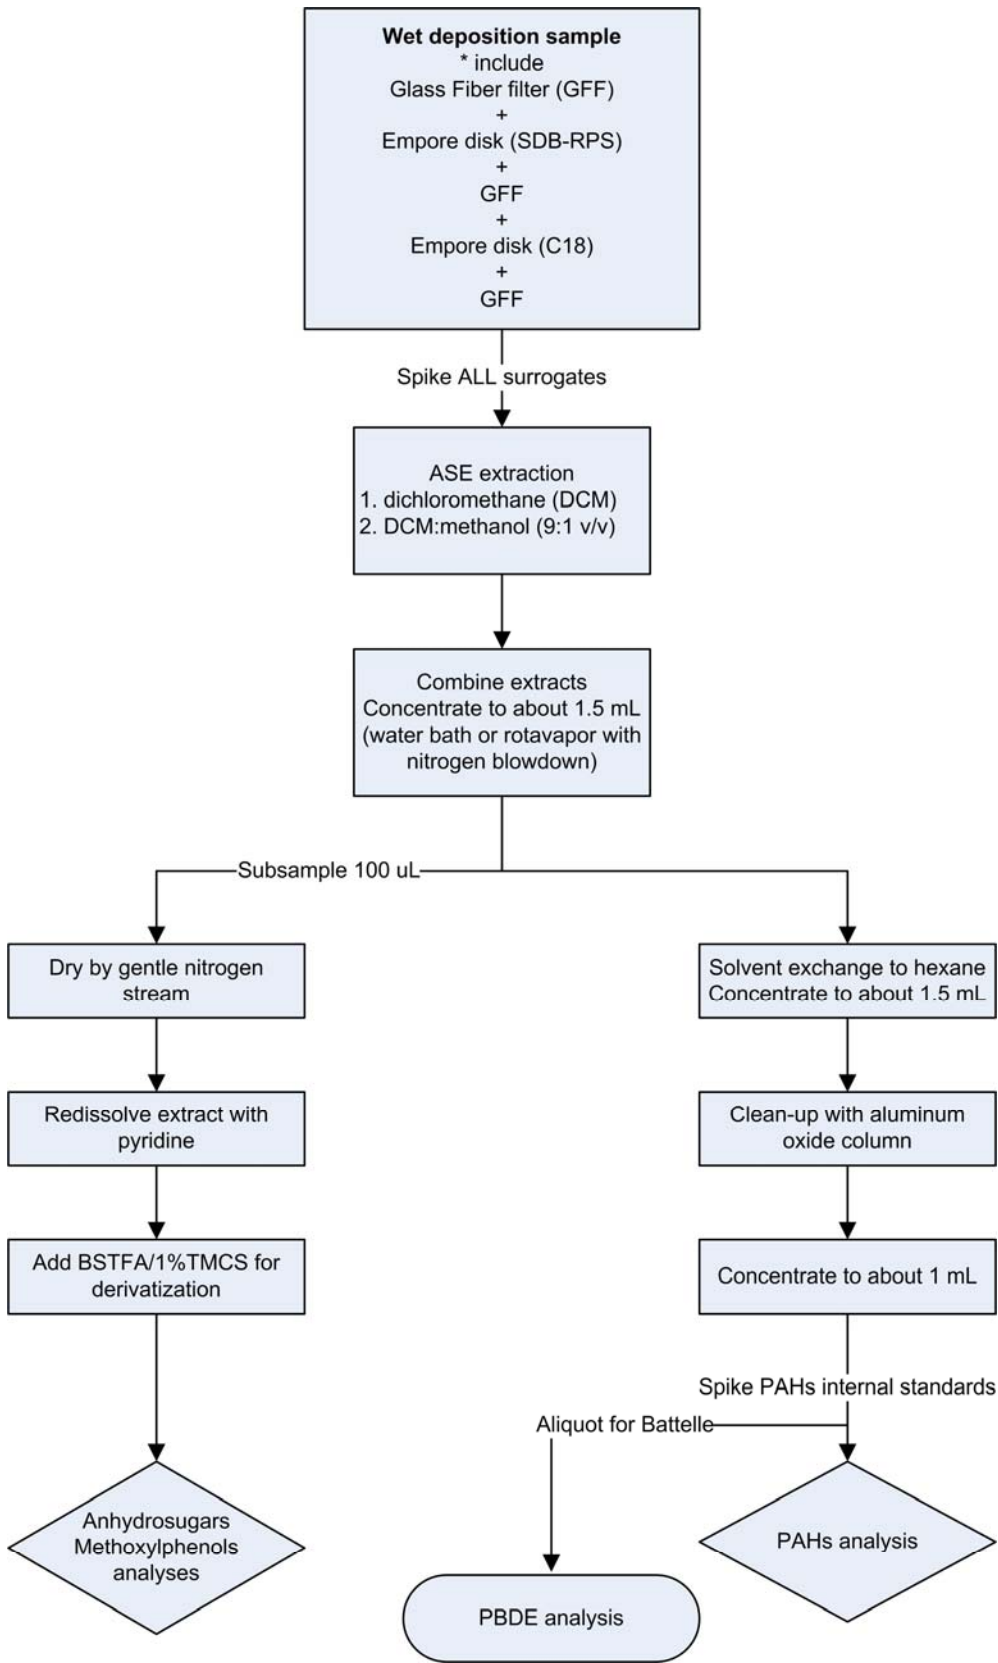 Wet deposition sample
* include
Glass Fiber filter (GFF)
+
Empore disk (SDB-RPS)
+
GFF
+
Empore disk (C18)
+
GFF
Spike ALL surrogates
ASE extraction
1. dichloromethane (DCM)
2. DCM:methanol (9:1 v/v)
Combine extracts
Concentrate to about 1.5 mL
(water bath or rotavapor with
nitrogen blowdown)
Subsample 100 uL
Dry by gentle nitrogen
stream
Redissolve extract with
pyridine
Add BSTFA/1%TMCS for
derivatization
Anhydrosugars
Methoxylphenols
analyses
Solvent exchange to hexane
Concentrate to about 1.5 mL
Clean-up with aluminum
oxide column
Concentrate to about 1 mL
Spike PAHs internal standards
Aliquot for Battelle
PBDE analysis
PAHs analysis